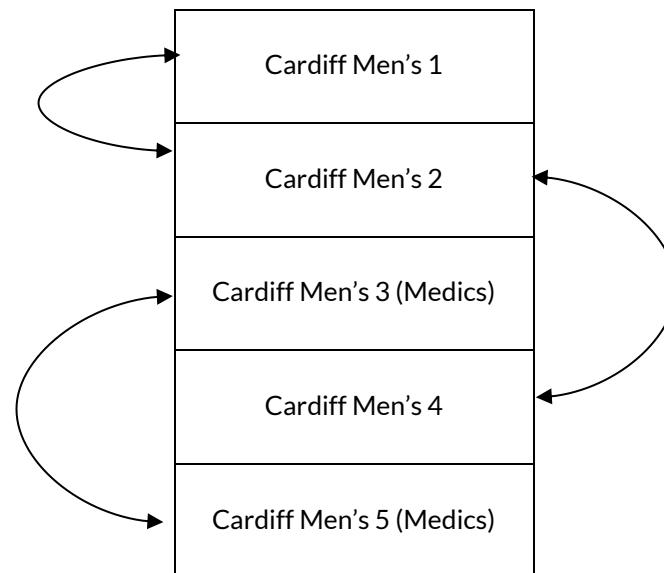 Cardiff Men’s 1
Cardiff Men’s 2
Cardiff Men’s 3 (Medics)
Cardiff Men’s 4
Cardiff Men’s 5 (Medics)